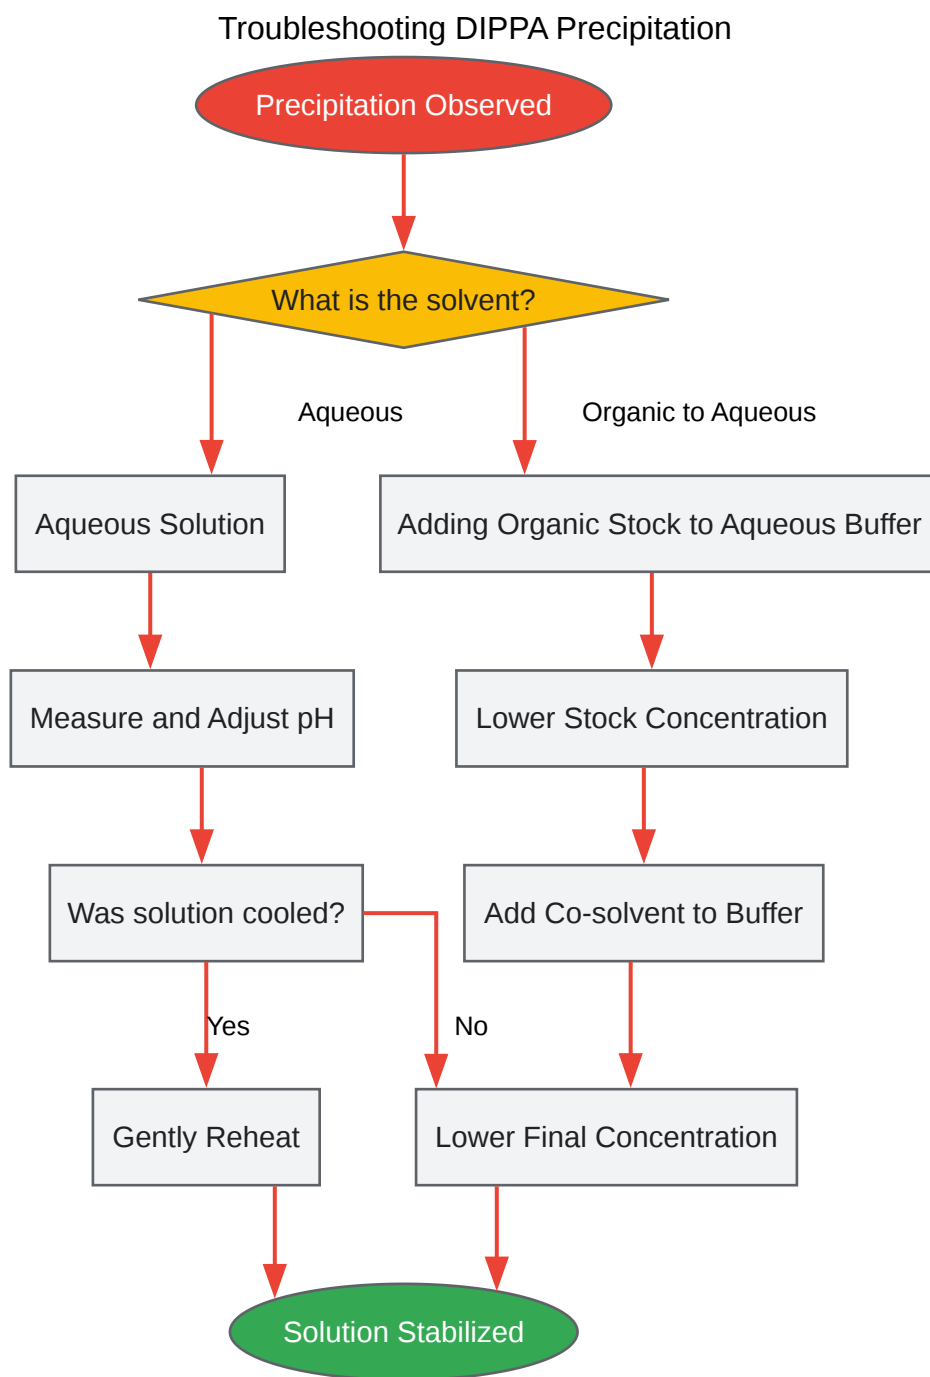 Troubleshooting DIPPA Precipitation
Precipitation Observed
What is the solvent?
Aqueous
Organic to Aqueous
Aqueous Solution
Adding Organic Stock to Aqueous Buffer
Measure and Adjust pH
Lower Stock Concentration
Was solution cooled?
Add Co-solvent to Buffer
Yes
No
Gently Reheat
Lower Final Concentration
Solution Stabilized